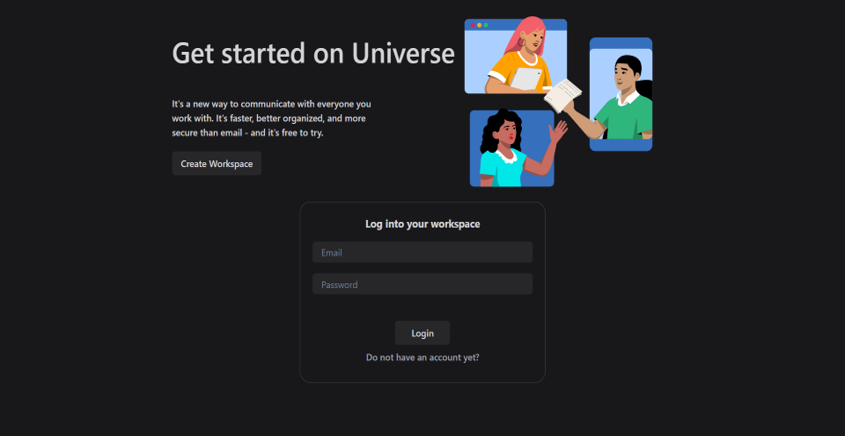 Get started on Universe
It's a new way to communicate with everyone you
work with. It's faster, better organized, and more
secure than email - and it's free to try.
Create Workspace
Log into your workspace
Email
Password
Login
Do not have an account yet?